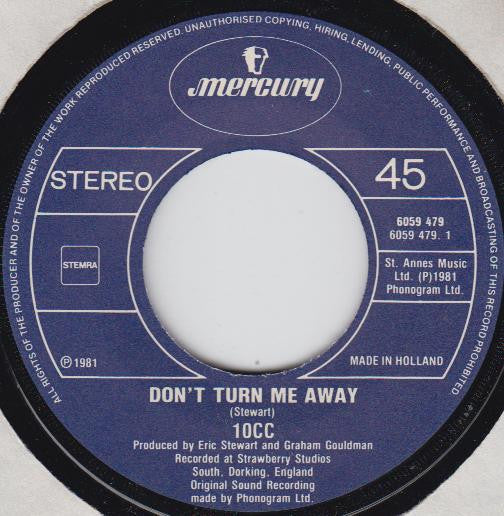 ALL RIGHTS OF THE PRODUCER AND OF THE OWNER OF THE WORK REPRODUCED RESERVED. UNAUTHORISED COPYING, HIRING, LENDING, PUBLIC PERFORMANCE AND BROADCASTING OF THIS RECORD PROHIBITED
mercury
STEREO
45
6059 479
6059 479. 1
STEMRA
St. Annes Music
Ltd. (P)1981
Phonogram Ltd.
℗ 1981
MADE IN HOLLAND
DON'T TURN ME AWAY
(Stewart)
10CC
Produced by Eric Stewart and Graham Gouldman
Recorded at Strawberry Studios
South, Dorking, England
Original Sound Recording
made by Phonogram Ltd.